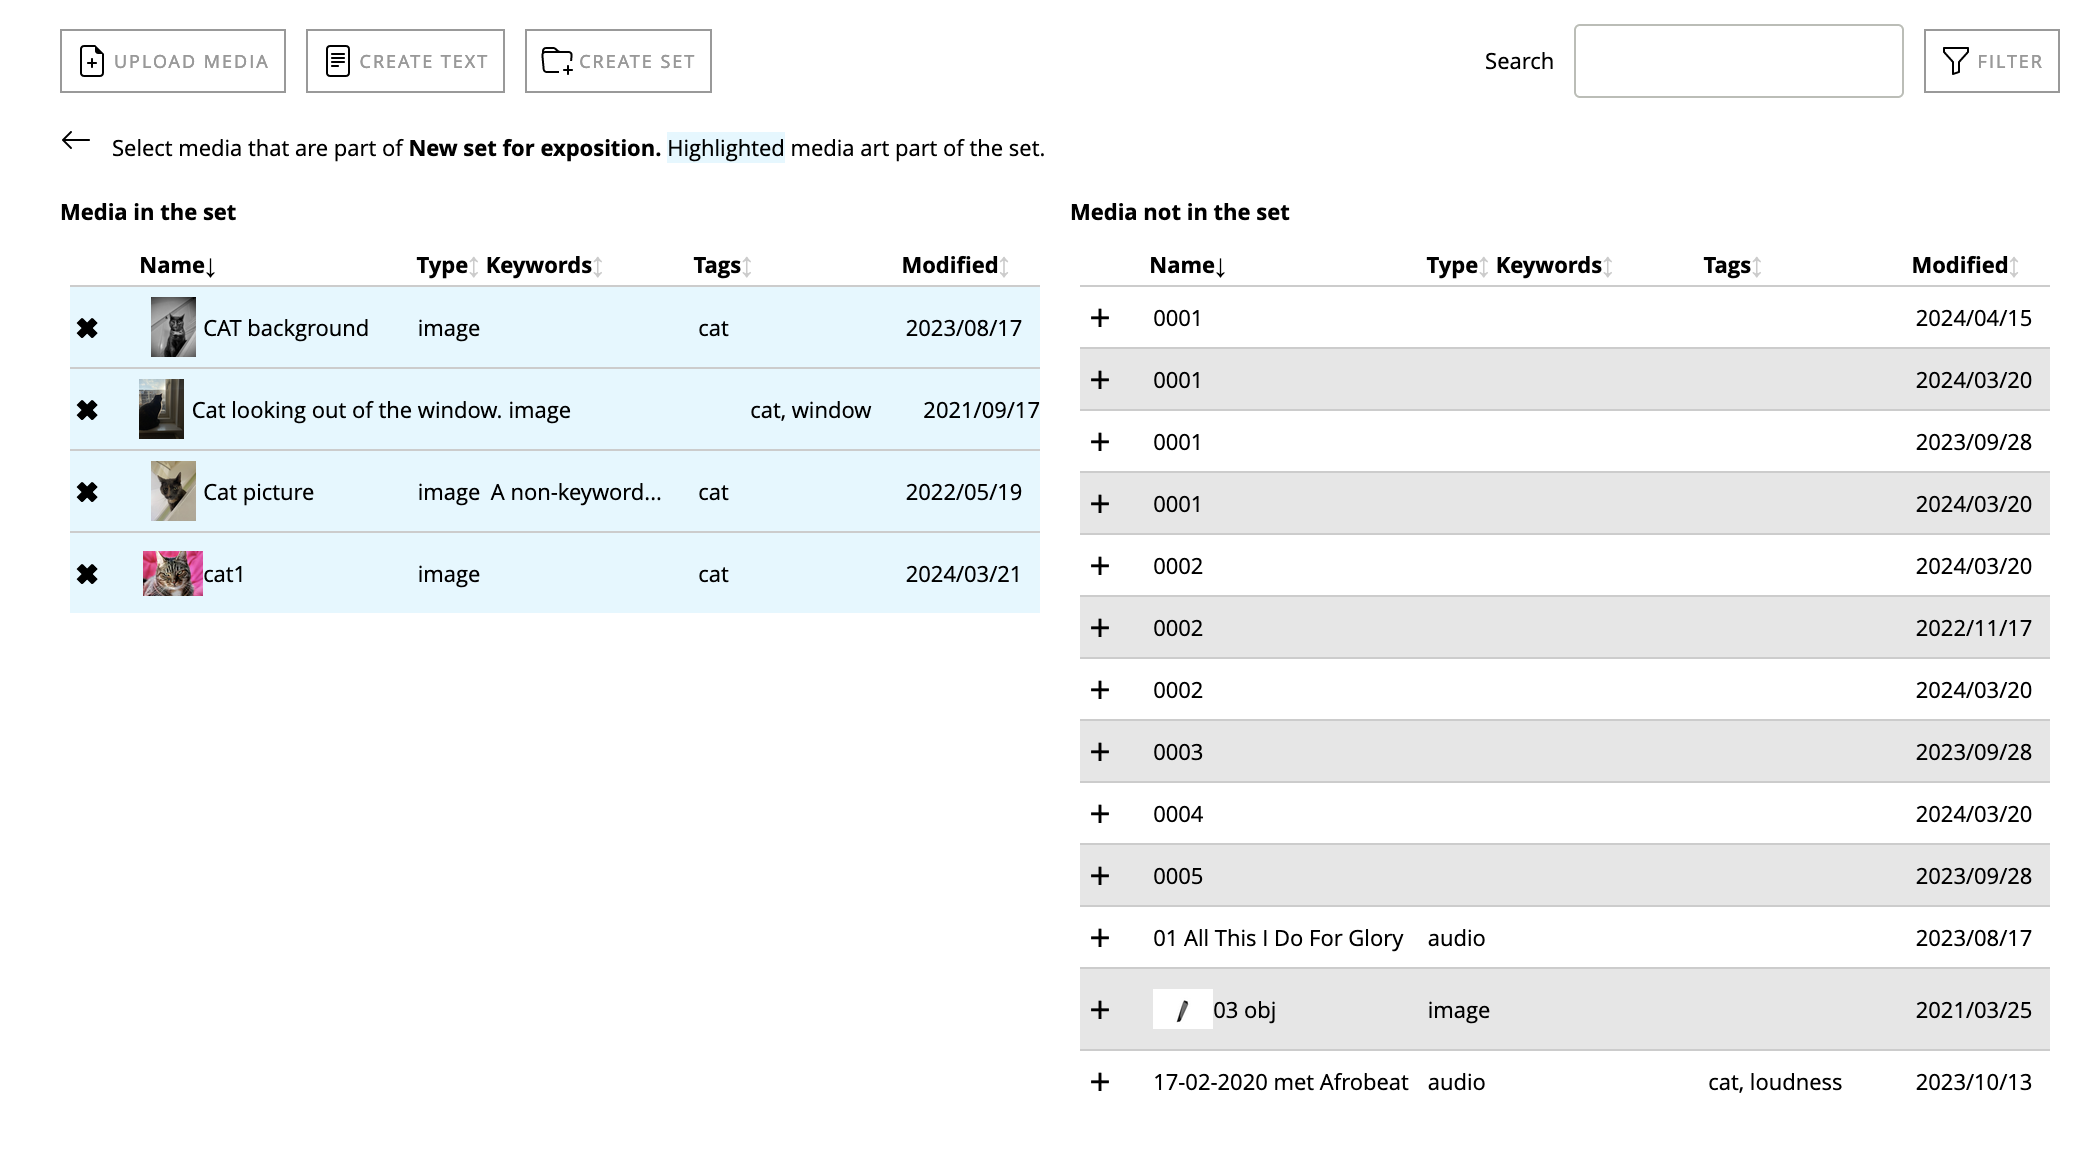 UPLOAD MEDIA CREATE TEXT CREATE SET Search FILTER
Select media that are part of New set for exposition. Highlighted media art part of the set.
Media in the set
Name Type Keywords Tags Modified
CAT background image cat 2023/08/17
Cat looking out of the window. image cat, window 2021/09/17
Cat picture image A non-keyword... cat 2022/05/19
cat1 image cat 2024/03/21
Media not in the set
Name Type Keywords Tags Modified
0001 2024/04/15
0001 2024/03/20
0001 2023/09/28
0001 2024/03/20
0002 2024/03/20
0002 2022/11/17
0002 2024/03/20
0003 2023/09/28
0004 2024/03/20
0005 2023/09/28
01 All This I Do For Glory audio 2023/08/17
03 obj image 2021/03/25
17-02-2020 met Afrobeat audio cat, loudness 2023/10/13